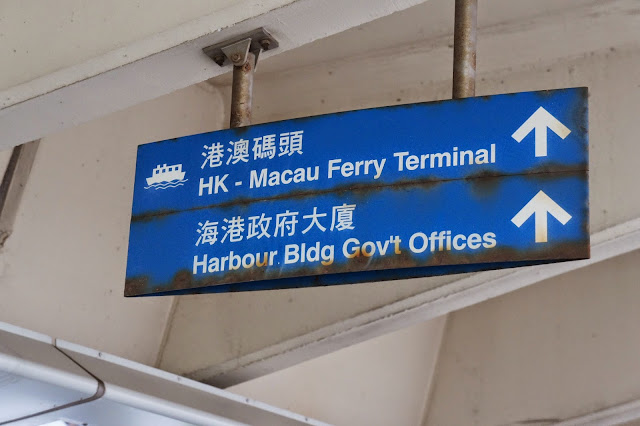 港澳碼頭
HK - Macau Ferry Terminal
海港政府大廈
Harbour Bldg Gov't Offices